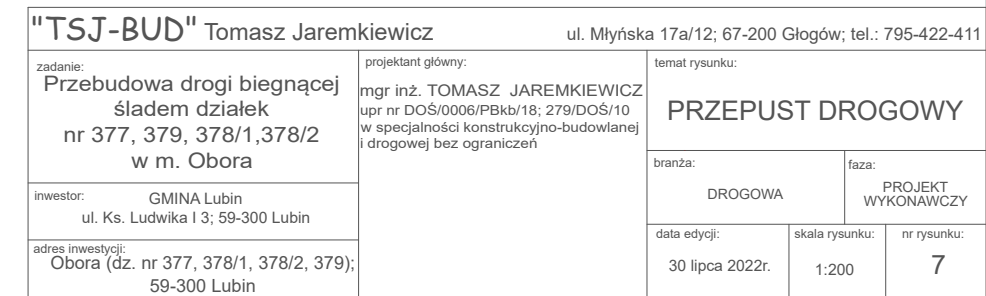 "TSJ-BUD" Tomasz Jaremkiewicz ul. Młyńska 17a/12; 67-200 Głogów; tel.: 795-422-411
zadanie:
Przebudowa drogi biegnącej
śladem działek
nr 377, 379, 378/1,378/2
w m. Obora
projektant główny:
mgr inż. TOMASZ JAREMKIEWICZ
upr nr DOŚ/0006/PBkb/18; 279/DOŚ/10
w specjalności konstrukcyjno-budowlanej
i drogowej bez ograniczeń
temat rysunku:
PRZEPUST DROGOWY
inwestor:
GMINA Lubin
ul. Ks. Ludwika I 3; 59-300 Lubin
branża:
DROGOWA
faza:
PROJEKT
WYKONAWCZY
adres inwestycji:
Obora (dz. nr 377, 378/1, 378/2, 379);
59-300 Lubin
data edycji:
30 lipca 2022r.
skala rysunku:
1:200
nr rysunku:
7